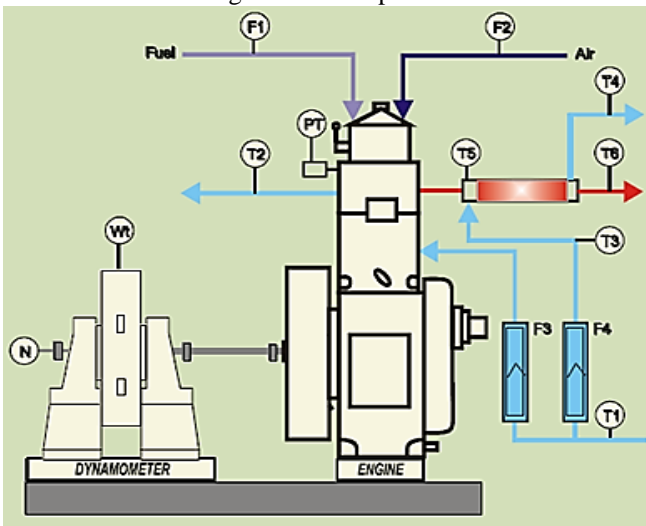 F1
F2
Fuel
Air
T4
PT
T2
T5
T6
Wt
T3
N
F3
F4
T1
DYNAMOMETER
ENGINE